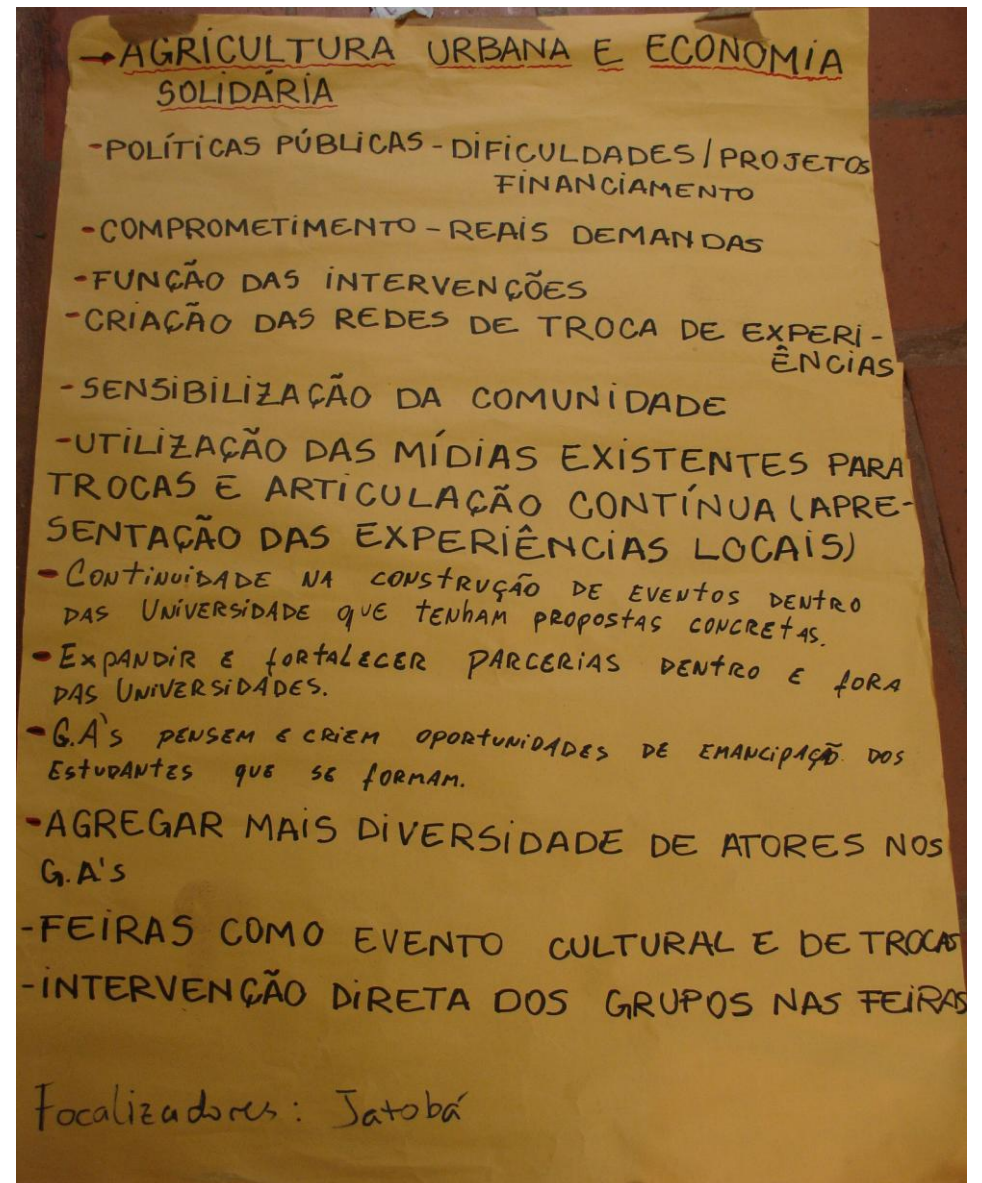 →AGRICULTURA URBANA E ECONOMIA
SOLIDÁRIA
-POLÍTICAS PÚBLICAS-DIFICULDADES/PROJETOS
FINANCIAMENTO
-COMPROMETIMENTO-REAIS DEMANDAS
-FUNÇÃO DAS INTERVENÇÕES
-CRIAÇÃO DAS REDES DE TROCA DE EXPERI-
ÊNCIAS
-SENSIBILIZAÇÃO DA COMUNIDADE
-UTILIZAÇÃO DAS MÍDIAS EXISTENTES PARA
TROCAS E ARTICULAÇÃO CONTÍNUA (APRE-
SENTAÇÃO DAS EXPERIÊNCIAS LOCAIS)
- CONTINUIDADE NA CONSTRUÇÃO DE EVENTOS DENTRO
DAS UNIVERSIDADE QUE TENHAM PROPOSTAS CONCRETAS.
- EXPANDIR E FORTALECER PARCERIAS DENTRO E FORA
DAS UNIVERSIDADES.
- G.A's PENSEM E CRIEM OPORTUNIDADES DE EMANCIPAÇÃO DOS
ESTUDANTES QUE SE FORMAM.
-AGREGAR MAIS DIVERSIDADE DE ATORES NOS
G.A'S
-FEIRAS COMO EVENTO CULTURAL E DE TROCAS
-INTERVENÇÃO DIRETA DOS GRUPOS NAS FEIRAS
Focalizadores: Jatobá